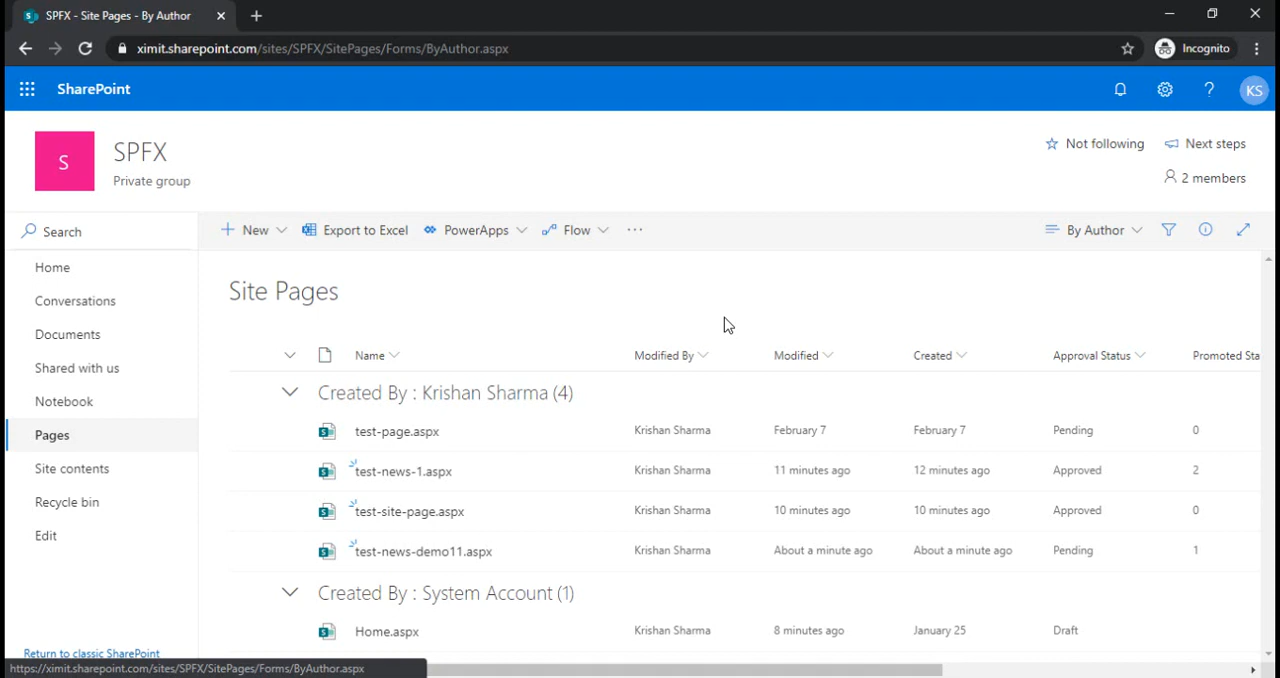 SPFX - Site Pages - By Author
ximit.sharepoint.com/sites/SPFX/SitePages/Forms/ByAuthor.aspx
Incognito
SharePoint
KS
S
SPFX
Private group
Not following
Next steps
2 members
Search
New
Export to Excel
PowerApps
Flow
By Author
Home
Conversations
Documents
Shared with us
Notebook
Pages
Site contents
Recycle bin
Edit
Return to classic SharePoint
Site Pages
Name Modified By Modified Created Approval Status Promoted Sta
Created By : Krishan Sharma (4)
test-page.aspx Krishan Sharma February 7 February 7 Pending 0
test-news-1.aspx Krishan Sharma 11 minutes ago 12 minutes ago Approved 2
test-site-page.aspx Krishan Sharma 10 minutes ago 10 minutes ago Approved 0
test-news-demo11.aspx Krishan Sharma About a minute ago About a minute ago Pending 1
Created By : System Account (1)
Home.aspx Krishan Sharma 8 minutes ago January 25 Draft
https://ximit.sharepoint.com/sites/SPFX/SitePages/Forms/ByAuthor.aspx